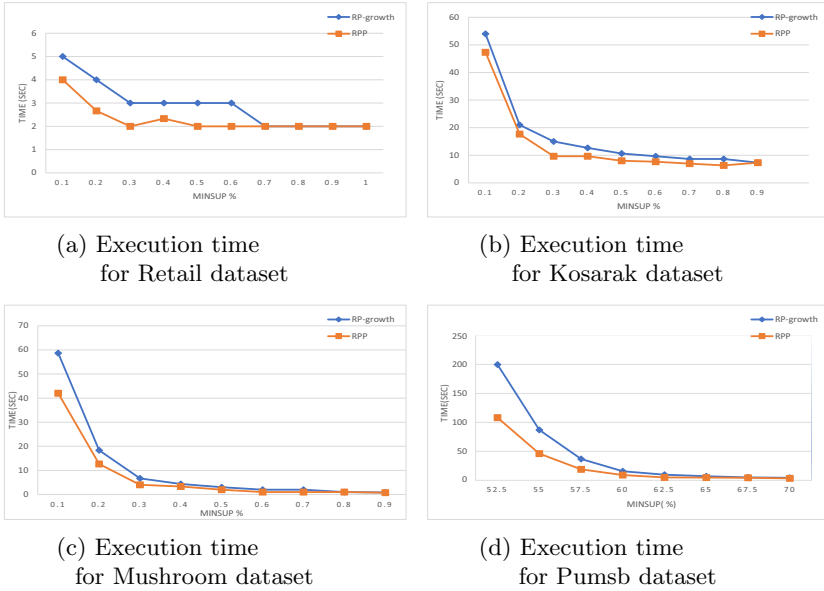 RP-growth
RPP
6
5
4
3
2
1
0
TIME (SEC)
0.1 0.2 0.3 0.4 0.5 0.6 0.7 0.8 0.9 1
MINSUP %
(a) Execution time
for Retail dataset
RP-growth
RPP
60
50
40
30
20
10
0
TIME (SEC)
0.1 0.2 0.3 0.4 0.5 0.6 0.7 0.8 0.9
MINSUP %
(b) Execution time
for Kosarak dataset
RP-growth
RPP
70
60
50
40
30
20
10
0
TIME(SEC)
0.1 0.2 0.3 0.4 0.5 0.6 0.7 0.8 0.9
MINSUP %
(c) Execution time
for Mushroom dataset
RP-growth
RPP
250
200
150
100
50
0
TIME(SEC)
52.5 55 57.5 60 62.5 65 67.5 70
MINSUP( %)
(d) Execution time
for Pumsb dataset